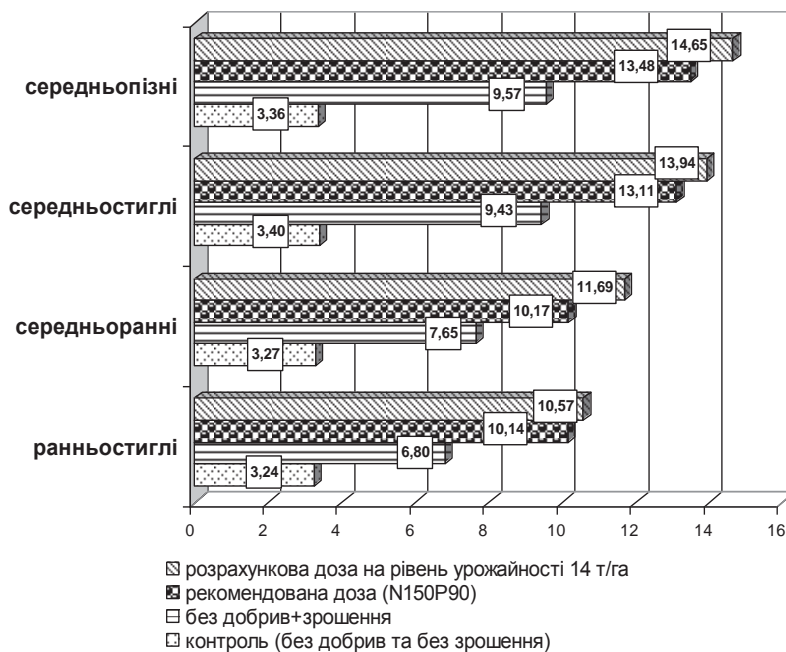 14,65
13,48
середньопізні
9,57
3,36
13,94
13,11
середньостиглі
9,43
3,40
11,69
10,17
середньоранні
7,65
3,27
10,57
10,14
ранньостиглі
6,80
3,24
0 2 4 6 8 10 12 14 16
розрахункова доза на рівень урожайності 14 т/га
рекомендована доза (N150P90)
без добрив+зрошення
контроль (без добрив та без зрошення)